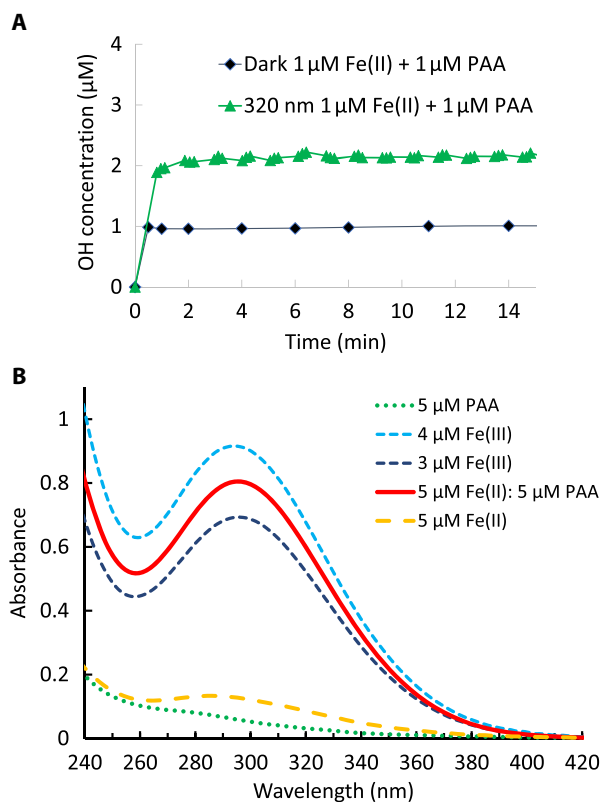 A
OH concentration (µM)
4
3
2
1
0
Dark 1 µM Fe(II) + 1 µM PAA
320 nm 1 µM Fe(II) + 1 µM PAA
0 2 4 6 8 10 12 14
Time (min)
B
Absorbance
1
0.8
0.6
0.4
0.2
0
5 µM PAA
4 µM Fe(III)
3 µM Fe(III)
5 µM Fe(II): 5 µM PAA
5 µM Fe(II)
240 260 280 300 320 340 360 380 400 420
Wavelength (nm)